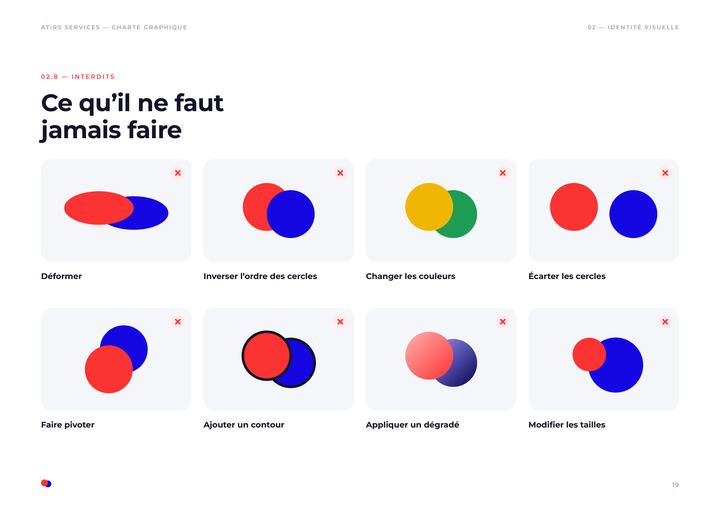 ATÏRS SERVICES — CHARTE GRAPHIQUE
02 — IDENTITÉ VISUELLE
02.8 — INTERDITS
Ce qu’il ne faut
jamais faire
Déformer
Inverser l’ordre des cercles
Changer les couleurs
Écarter les cercles
Faire pivoter
Ajouter un contour
Appliquer un dégradé
Modifier les tailles
19